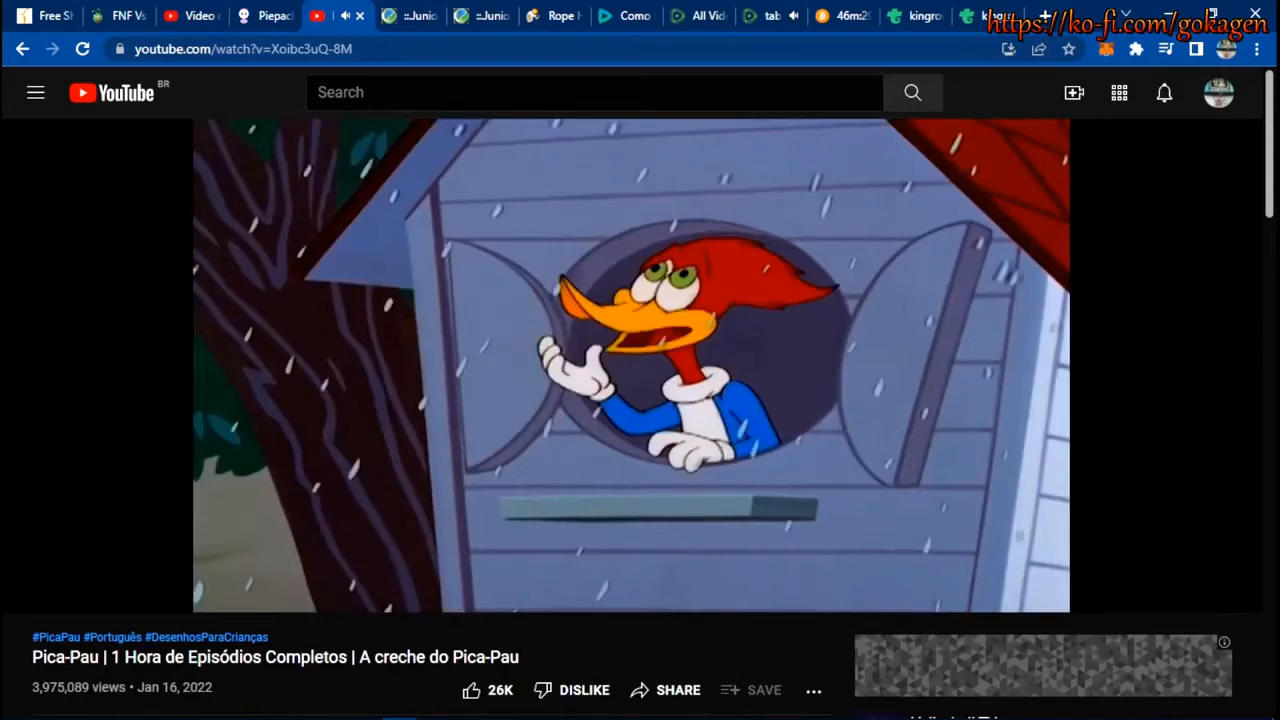 Free S
FNF Vs
Video
Piepac
::Junio
::Junio
Rope H
Como
All Vid
tab
46m:2
kingro
https://ko-fi.com/gokagen
youtube.com/watch?v=Xoibc3uQ-8M
YouTube BR
Search
#PicaPau #Português #DesenhosParaCrianças
Pica-Pau | 1 Hora de Episódios Completos | A creche do Pica-Pau
3,975,089 views • Jan 16, 2022
26K
DISLIKE
SHARE
SAVE